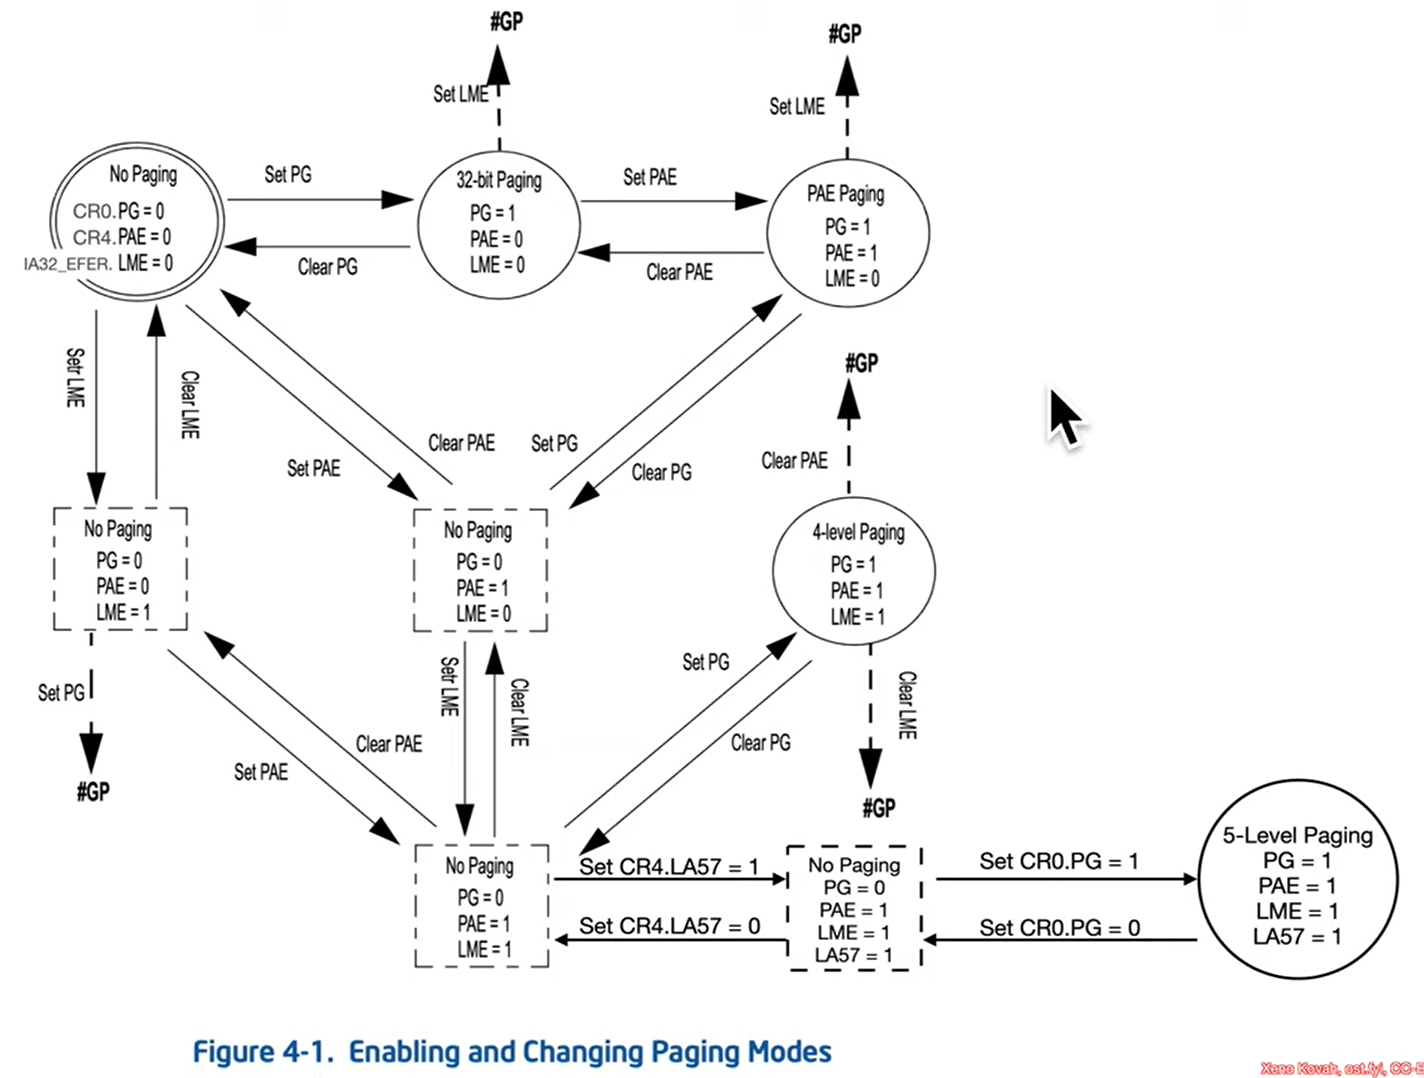 #GP
#GP
Set LME
Set LME
No Paging
CR0.PG = 0
CR4.PAE = 0
IA32_EFER. LME = 0
Set PG
Clear PG
32-bit Paging
PG = 1
PAE = 0
LME = 0
Set PAE
Clear PAE
PAE Paging
PG = 1
PAE = 1
LME = 0
Setr LME
Clear LME
Set PAE
Clear PAE
Set PG
Clear PG
#GP
Clear PAE
No Paging
PG = 0
PAE = 0
LME = 1
No Paging
PG = 0
PAE = 1
LME = 0
4-level Paging
PG = 1
PAE = 1
LME = 1
Set PG
#GP
Set PAE
Clear PAE
Setr LME
Clear LME
Set PG
Clear PG
Clear LME
#GP
No Paging
PG = 0
PAE = 1
LME = 1
Set CR4.LA57 = 1
Set CR4.LA57 = 0
No Paging
PG = 0
PAE = 1
LME = 1
LA57 = 1
Set CR0.PG = 1
Set CR0.PG = 0
5-Level Paging
PG = 1
PAE = 1
LME = 1
LA57 = 1
Figure 4-1. Enabling and Changing Paging Modes
Xeno Kovah, ost.fyi, CC-E